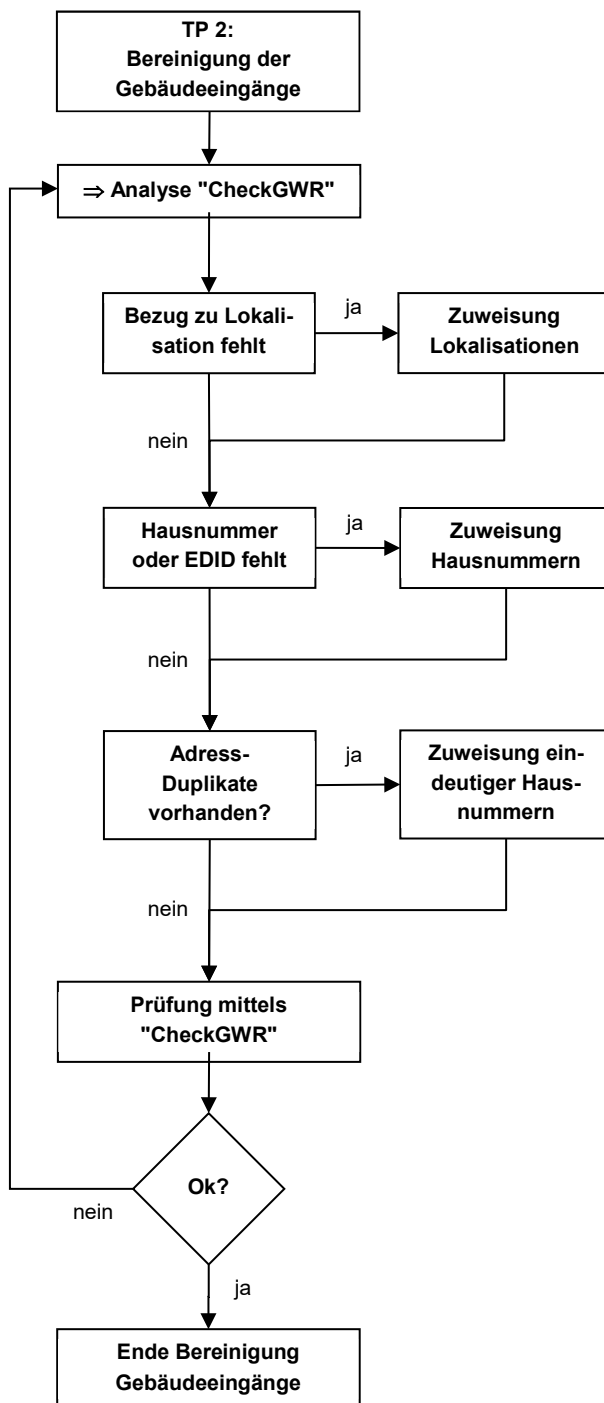 TP 2:
Bereinigung der
Gebäudeeingänge
⇒ Analyse "CheckGWR"
Bezug zu Lokali-
sation fehlt
ja
Zuweisung
Lokalisationen
nein
Hausnummer
oder EDID fehlt
ja
Zuweisung
Hausnummern
nein
Adress-
Duplikate
vorhanden?
ja
Zuweisung ein-
deutiger Haus-
nummern
nein
Prüfung mittels
"CheckGWR"
Ok?
nein
ja
Ende Bereinigung
Gebäudeeingänge